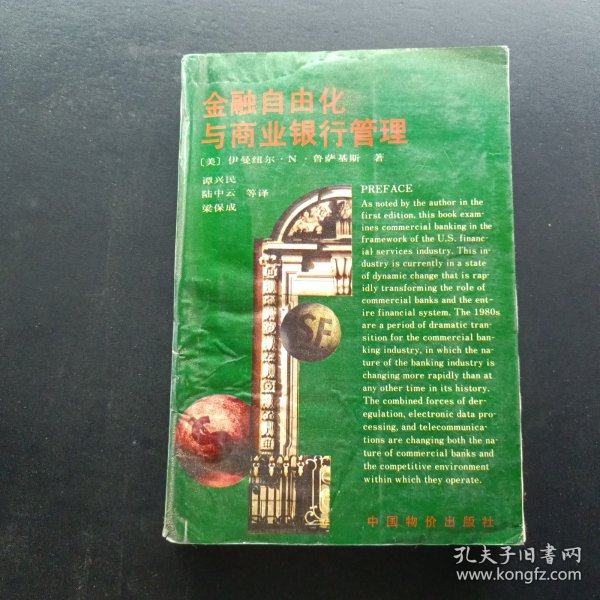 金融自由化
与商业银行管理
〔美〕伊曼纽尔·N·鲁萨基斯 著
谭兴民
陆中云 等译
梁保成
PREFACE
As noted by the author in the
first edition, this book exam-
ines commercial banking in the
framework of the U.S. financ-
ial services industry. This in-
dustry is currently in a state
of dynamic change that is rap-
idly transforming the role of
commercial banks and the ent-
ire financial system. The 1980s
are a period of dramatic tran-
sition for the commercial ban-
king industry, in which the na-
ture of the banking industry is
changing more rapidly than at
any other time in its history.
The combined forces of der-
egulation, electronic data pro-
cessing, and telecommunica-
tions are changing both the na-
ture of commercial banks and
the competitive environment
within which they operate.
SF
中国物价出版社
孔夫子旧书网
www.kongfz.com